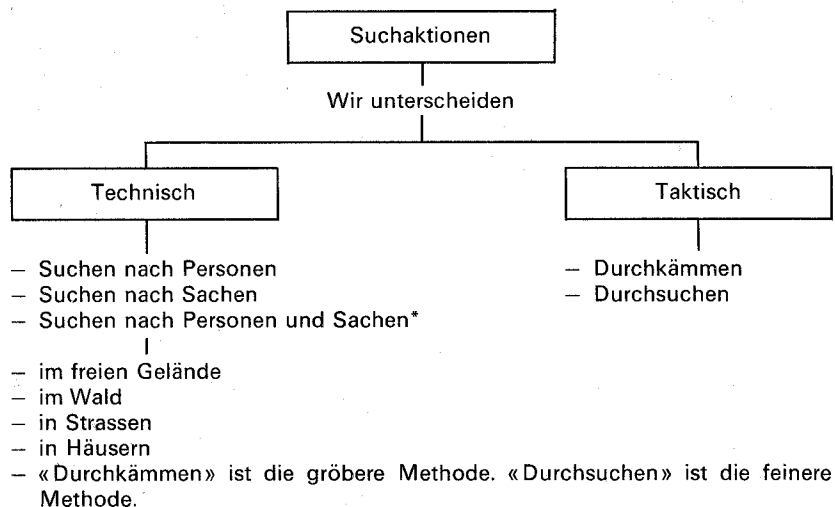 Suchaktionen
Wir unterscheiden
Technisch
– Suchen nach Personen
– Suchen nach Sachen
– Suchen nach Personen und Sachen*
– im freien Gelände
– im Wald
– in Strassen
– in Häusern
– «Durchkämmen» ist die gröbere Methode. «Durchsuchen» ist die feinere
Methode.
Taktisch
– Durchkämmen
– Durchsuchen